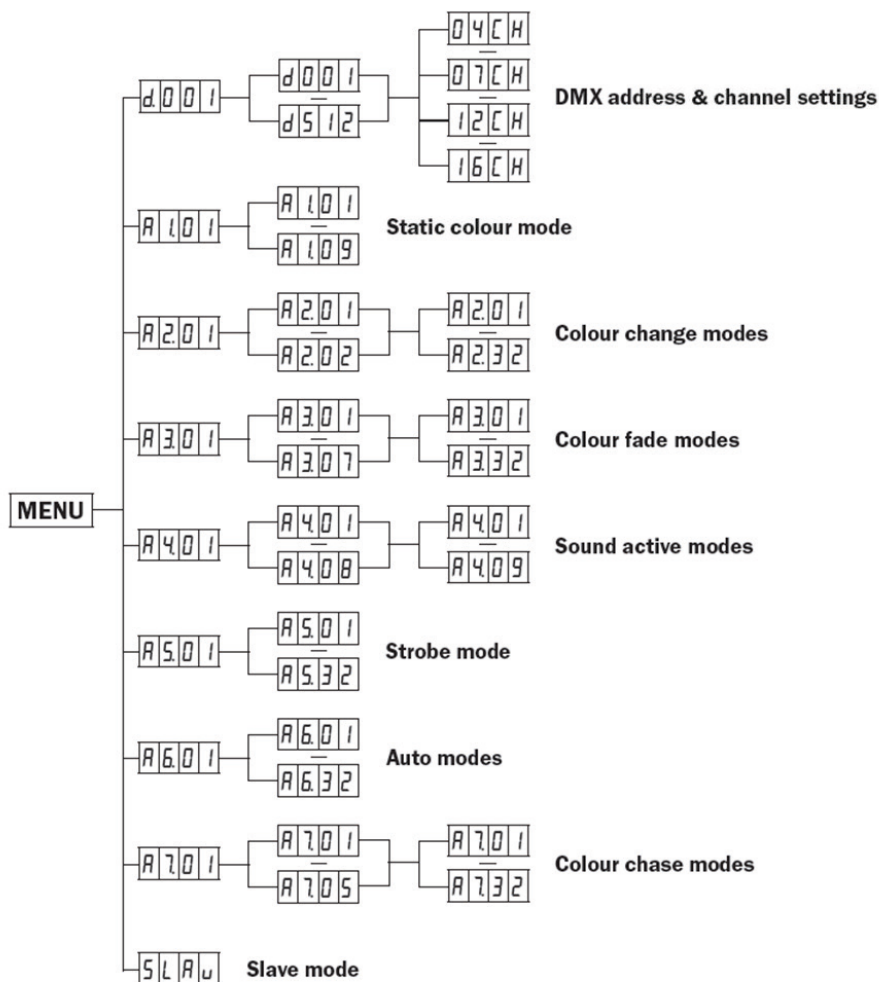 04CH
d001
d.001 07CH DMX address & channel settings
d512 12CH
16CH
A1.01
A1.01 Static colour mode
A1.09
A2.01 A2.01
A2.01 Colour change modes
A2.02 A2.32
A3.01 A3.01
A3.01 Colour fade modes
A3.07 A3.32
MENU
A4.01 A4.01
A4.01 Sound active modes
A4.08 A4.09
A5.01
A5.01 Strobe mode
A5.32
A6.01
A6.01 Auto modes
A6.32
A7.01 A7.01
A7.01 Colour chase modes
A7.05 A7.32
SLAv Slave mode